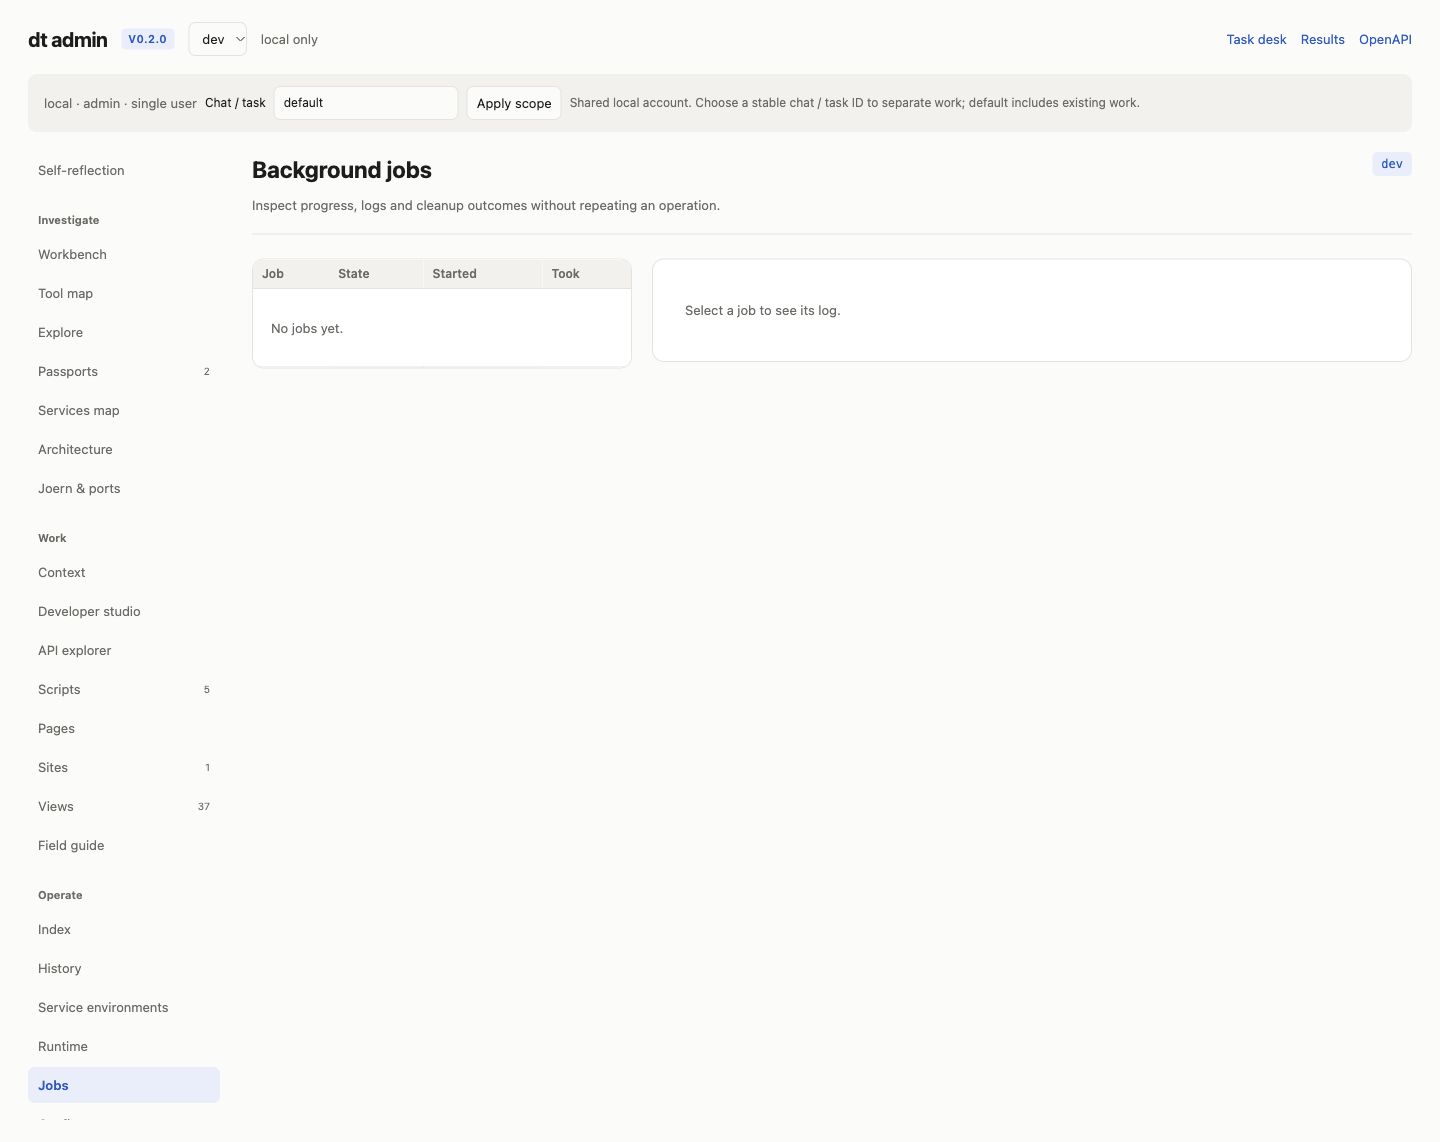 dt admin V0.2.0 dev local only Task desk Results OpenAPI
local · admin · single user Chat / task default Apply scope Shared local account. Choose a stable chat / task ID to separate work; default includes existing work.
Self-reflection
Investigate
Workbench
Tool map
Explore
Passports 2
Services map
Architecture
Joern & ports
Work
Context
Developer studio
API explorer
Scripts 5
Pages
Sites 1
Views 37
Field guide
Operate
Index
History
Service environments
Runtime
Jobs
Background jobs dev
Inspect progress, logs and cleanup outcomes without repeating an operation.
Job State Started Took
No jobs yet.
Select a job to see its log.